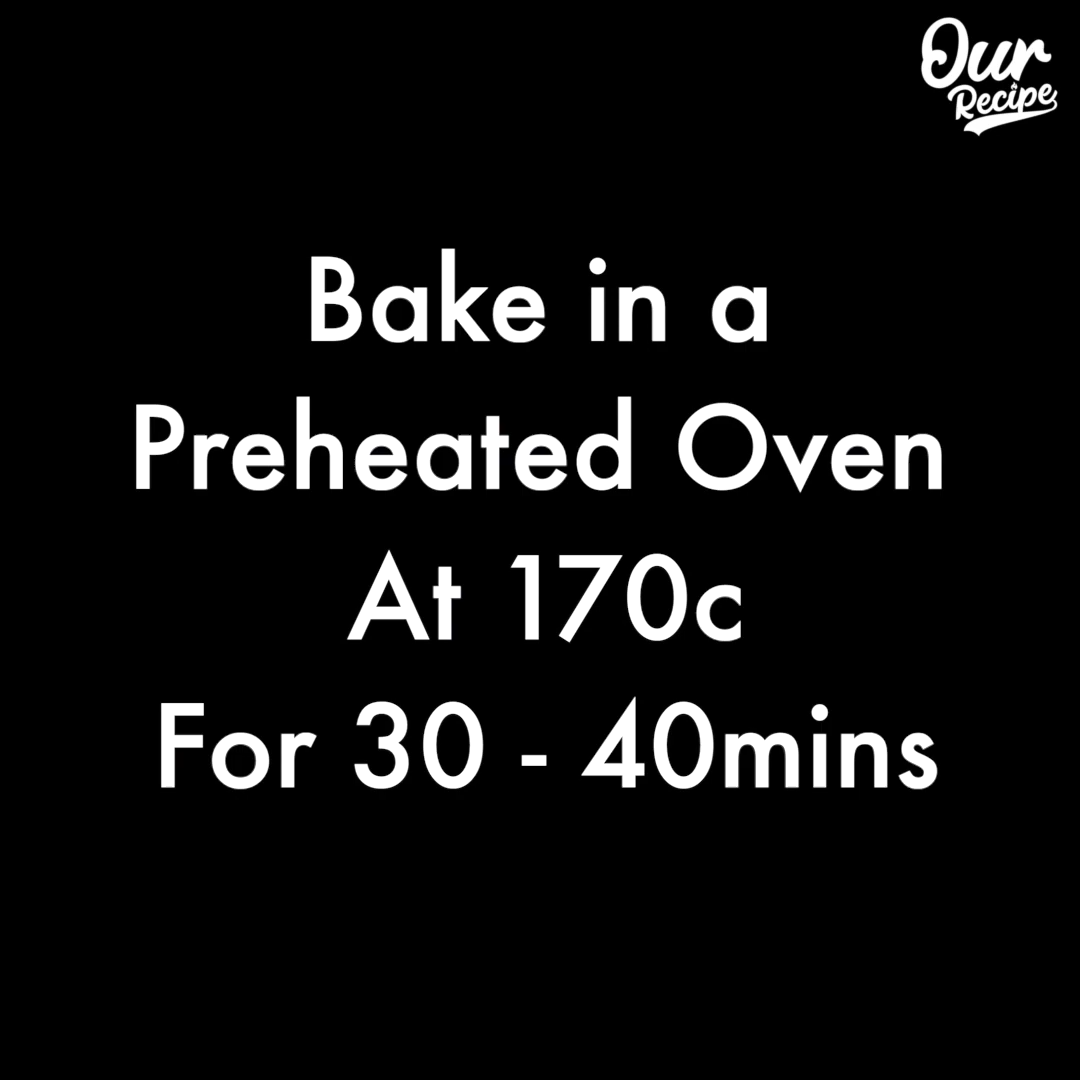 Our
Recipe
Bake in a
Preheated Oven
At 170c
For 30 - 40mins